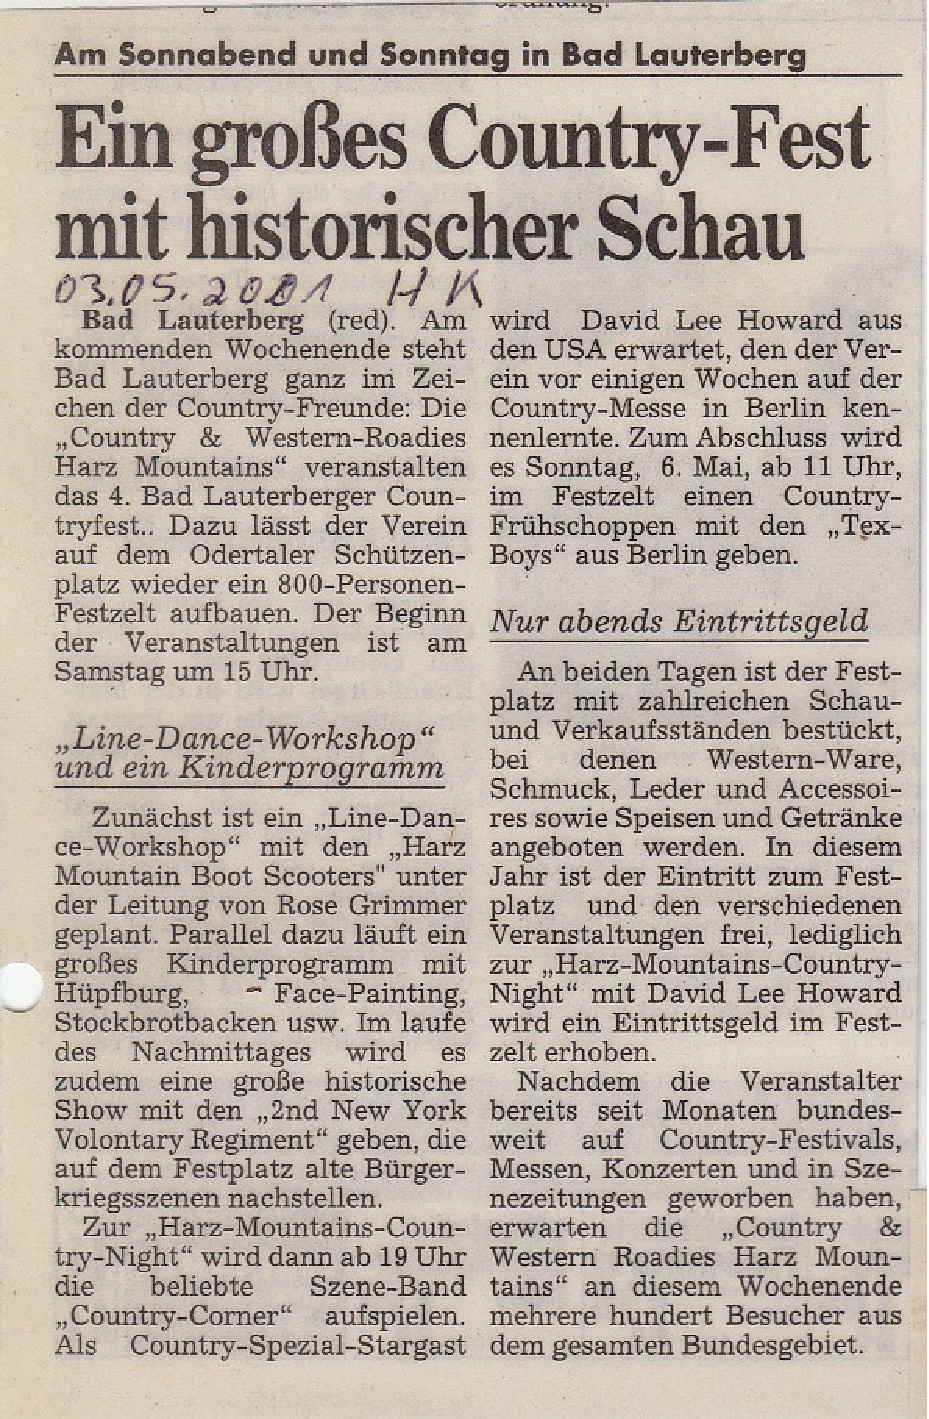 Am Sonnabend und Sonntag in Bad Lauterberg
Ein großes Country-Fest
mit historischer Schau
03.05.2001 HK
Bad Lauterberg (red). Am
kommenden Wochenende steht
Bad Lauterberg ganz im Zei-
chen der Country-Freunde: Die
„Country & Western-Roadies
Harz Mountains“ veranstalten
das 4. Bad Lauterberger Coun-
tryfest.. Dazu lässt der Verein
auf dem Odertaler Schützen-
platz wieder ein 800-Personen-
Festzelt aufbauen. Der Beginn
der Veranstaltungen ist am
Samstag um 15 Uhr.
„Line-Dance-Workshop“
und ein Kinderprogramm
Zunächst ist ein „Line-Dan-
ce-Workshop“ mit den „Harz
Mountain Boot Scooters" unter
der Leitung von Rose Grimmer
geplant. Parallel dazu läuft ein
großes Kinderprogramm mit
Hüpfburg, - Face-Painting,
Stockbrotbacken usw. Im laufe
des Nachmittages wird es
zudem eine große historische
Show mit den „2nd New York
Volontary Regiment“ geben, die
auf dem Festplatz alte Bürger-
kriegsszenen nachstellen.
Zur „Harz-Mountains-Coun-
try-Night“ wird dann ab 19 Uhr
die beliebte Szene-Band
„Country-Corner“ aufspielen.
Als Country-Spezial-Stargast
wird David Lee Howard aus
den USA erwartet, den der Ver-
ein vor einigen Wochen auf der
Country-Messe in Berlin ken-
nenlernte. Zum Abschluss wird
es Sonntag, 6. Mai, ab 11 Uhr,
im Festzelt einen Country-
Frühschoppen mit den „Tex-
Boys“ aus Berlin geben.
Nur abends Eintrittsgeld
An beiden Tagen ist der Fest-
platz mit zahlreichen Schau-
und Verkaufsständen bestückt,
bei denen Western-Ware,
Schmuck, Leder und Accessoi-
res sowie Speisen und Getränke
angeboten werden. In diesem
Jahr ist der Eintritt zum Fest-
platz und den verschiedenen
Veranstaltungen frei, lediglich
zur „Harz-Mountains-Country-
Night“ mit David Lee Howard
wird ein Eintrittsgeld im Fest-
zelt erhoben.
Nachdem die Veranstalter
bereits seit Monaten bundes-
weit auf Country-Festivals,
Messen, Konzerten und in Sze-
nezeitungen geworben haben,
erwarten die „Country &
Western Roadies Harz Moun-
tains“ an diesem Wochenende
mehrere hundert Besucher aus
dem gesamten Bundesgebiet.